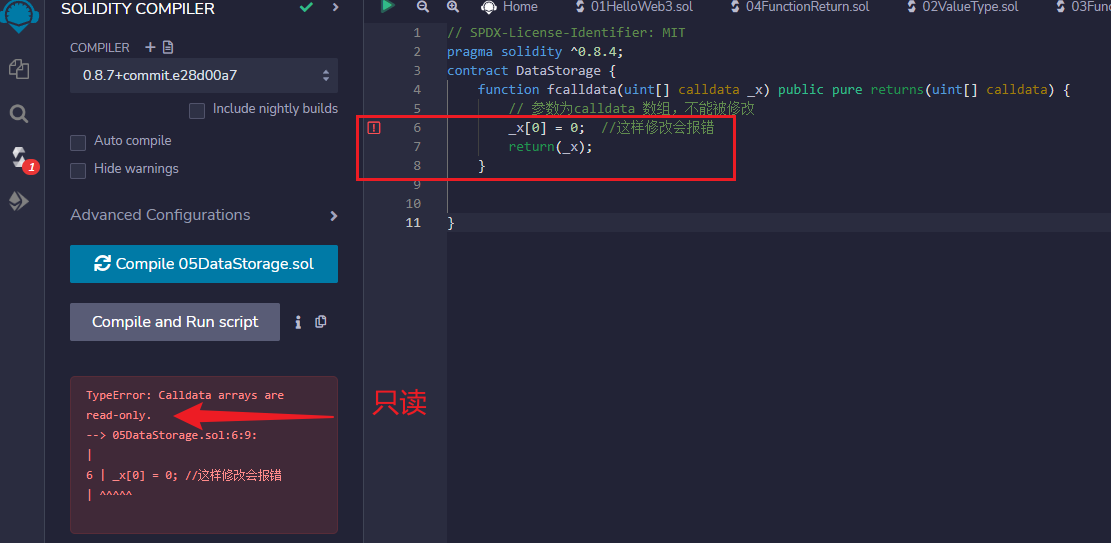 SOLIDITY COMPILER
COMPILER
0.8.7+commit.e28d00a7
Include nightly builds
Auto compile
Hide warnings
1
Advanced Configurations
Compile 05DataStorage.sol
Compile and Run script
TypeError: Calldata arrays are
read-only.
--> 05DataStorage.sol:6:9:
|
6 | _x[0] = 0; //这样修改会报错
| ^^^^^
只读
Home 01HelloWeb3.sol 04FunctionReturn.sol 02ValueType.sol 03Func
1 // SPDX-License-Identifier: MIT
2 pragma solidity ^0.8.4;
3 contract DataStorage {
4 function fcalldata(uint[] calldata _x) public pure returns(uint[] calldata) {
5 // 参数为calldata 数组，不能被修改
6 _x[0] = 0; //这样修改会报错
7 return(_x);
8 }
9
10
11 }